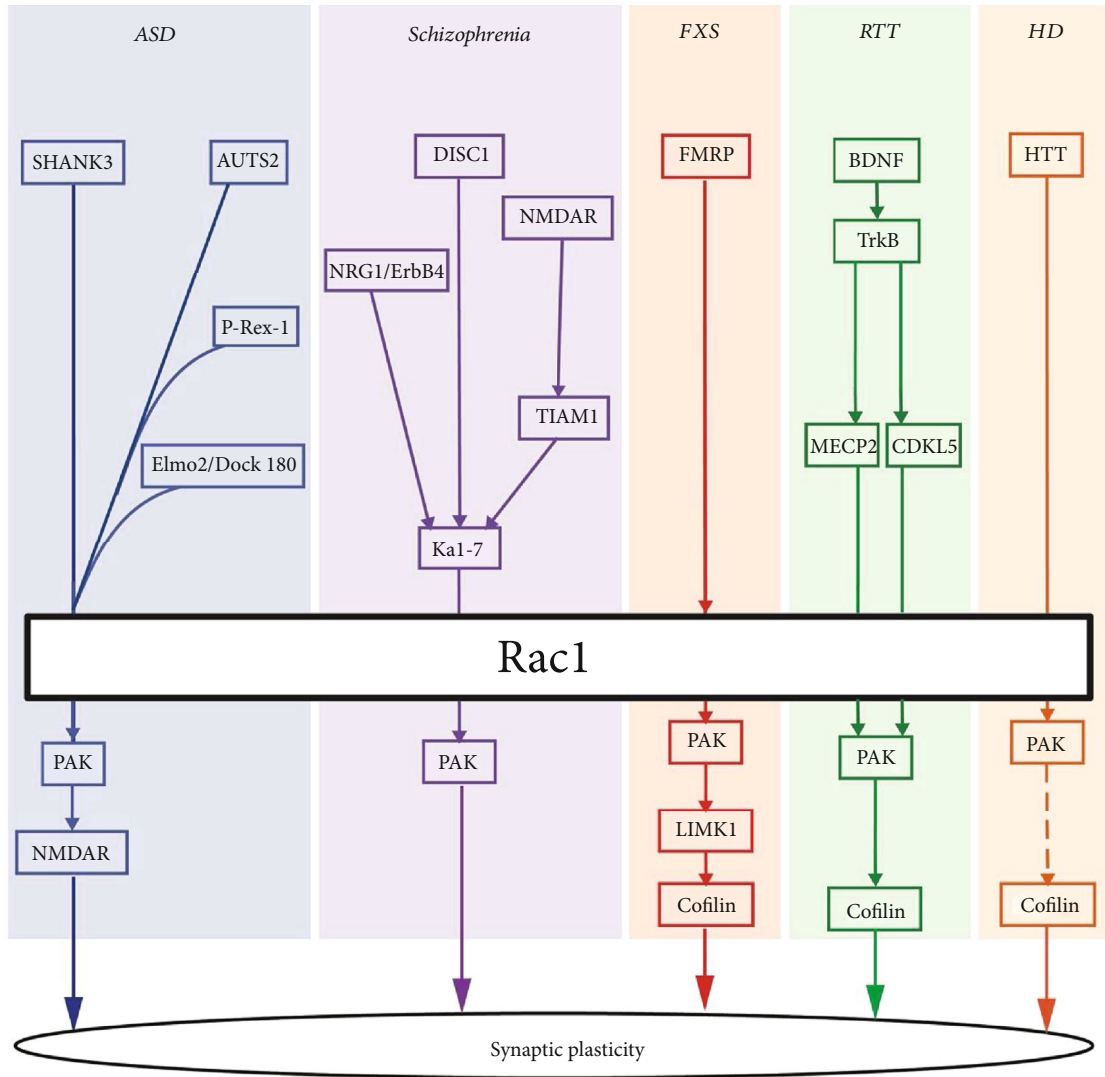 ASD
Schizophrenia
FXS
RTT
HD
SHANK3
AUTS2
P-Rex-1
Elmo2/Dock 180
DISC1
NMDAR
NRG1/ErbB4
TIAM1
Ka1-7
FMRP
BDNF
TrkB
MECP2
CDKL5
HTT
Rac1
PAK
NMDAR
PAK
PAK
LIMK1
Cofilin
PAK
Cofilin
PAK
Cofilin
Synaptic plasticity